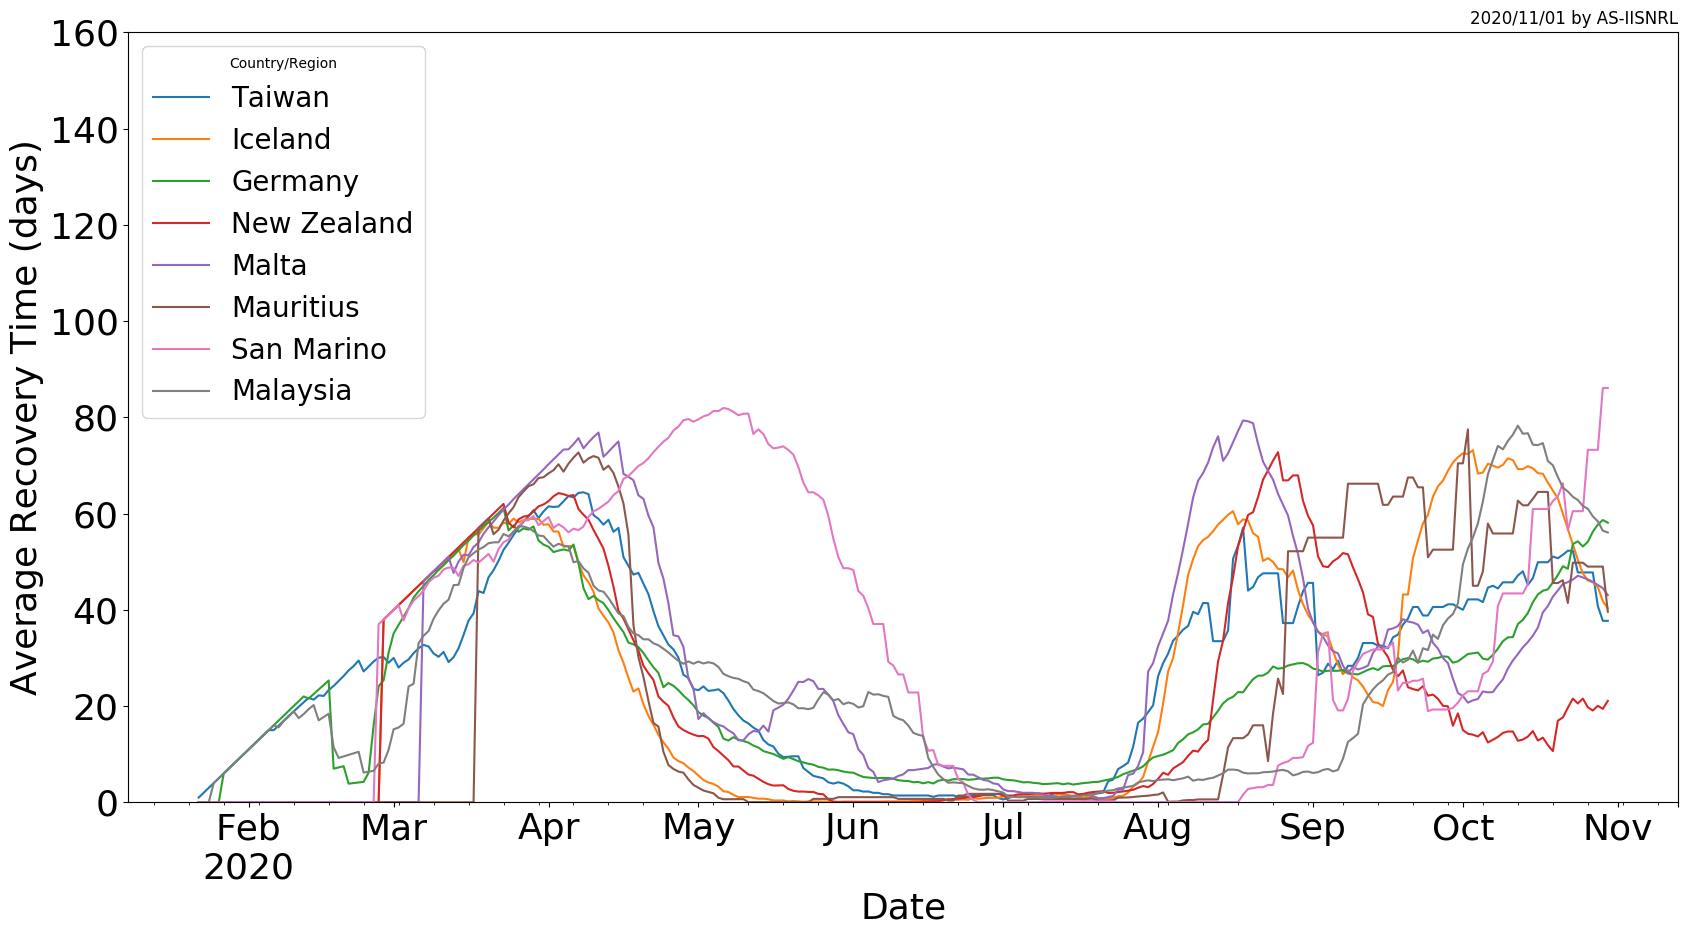 2020/11/01 by AS-IISNRL
160
140
120
100
80
60
40
20
0
Average Recovery Time (days)
Country/Region
Taiwan
Iceland
Germany
New Zealand
Malta
Mauritius
San Marino
Malaysia
Feb Mar Apr May Jun Jul Aug Sep Oct Nov
2020
Date